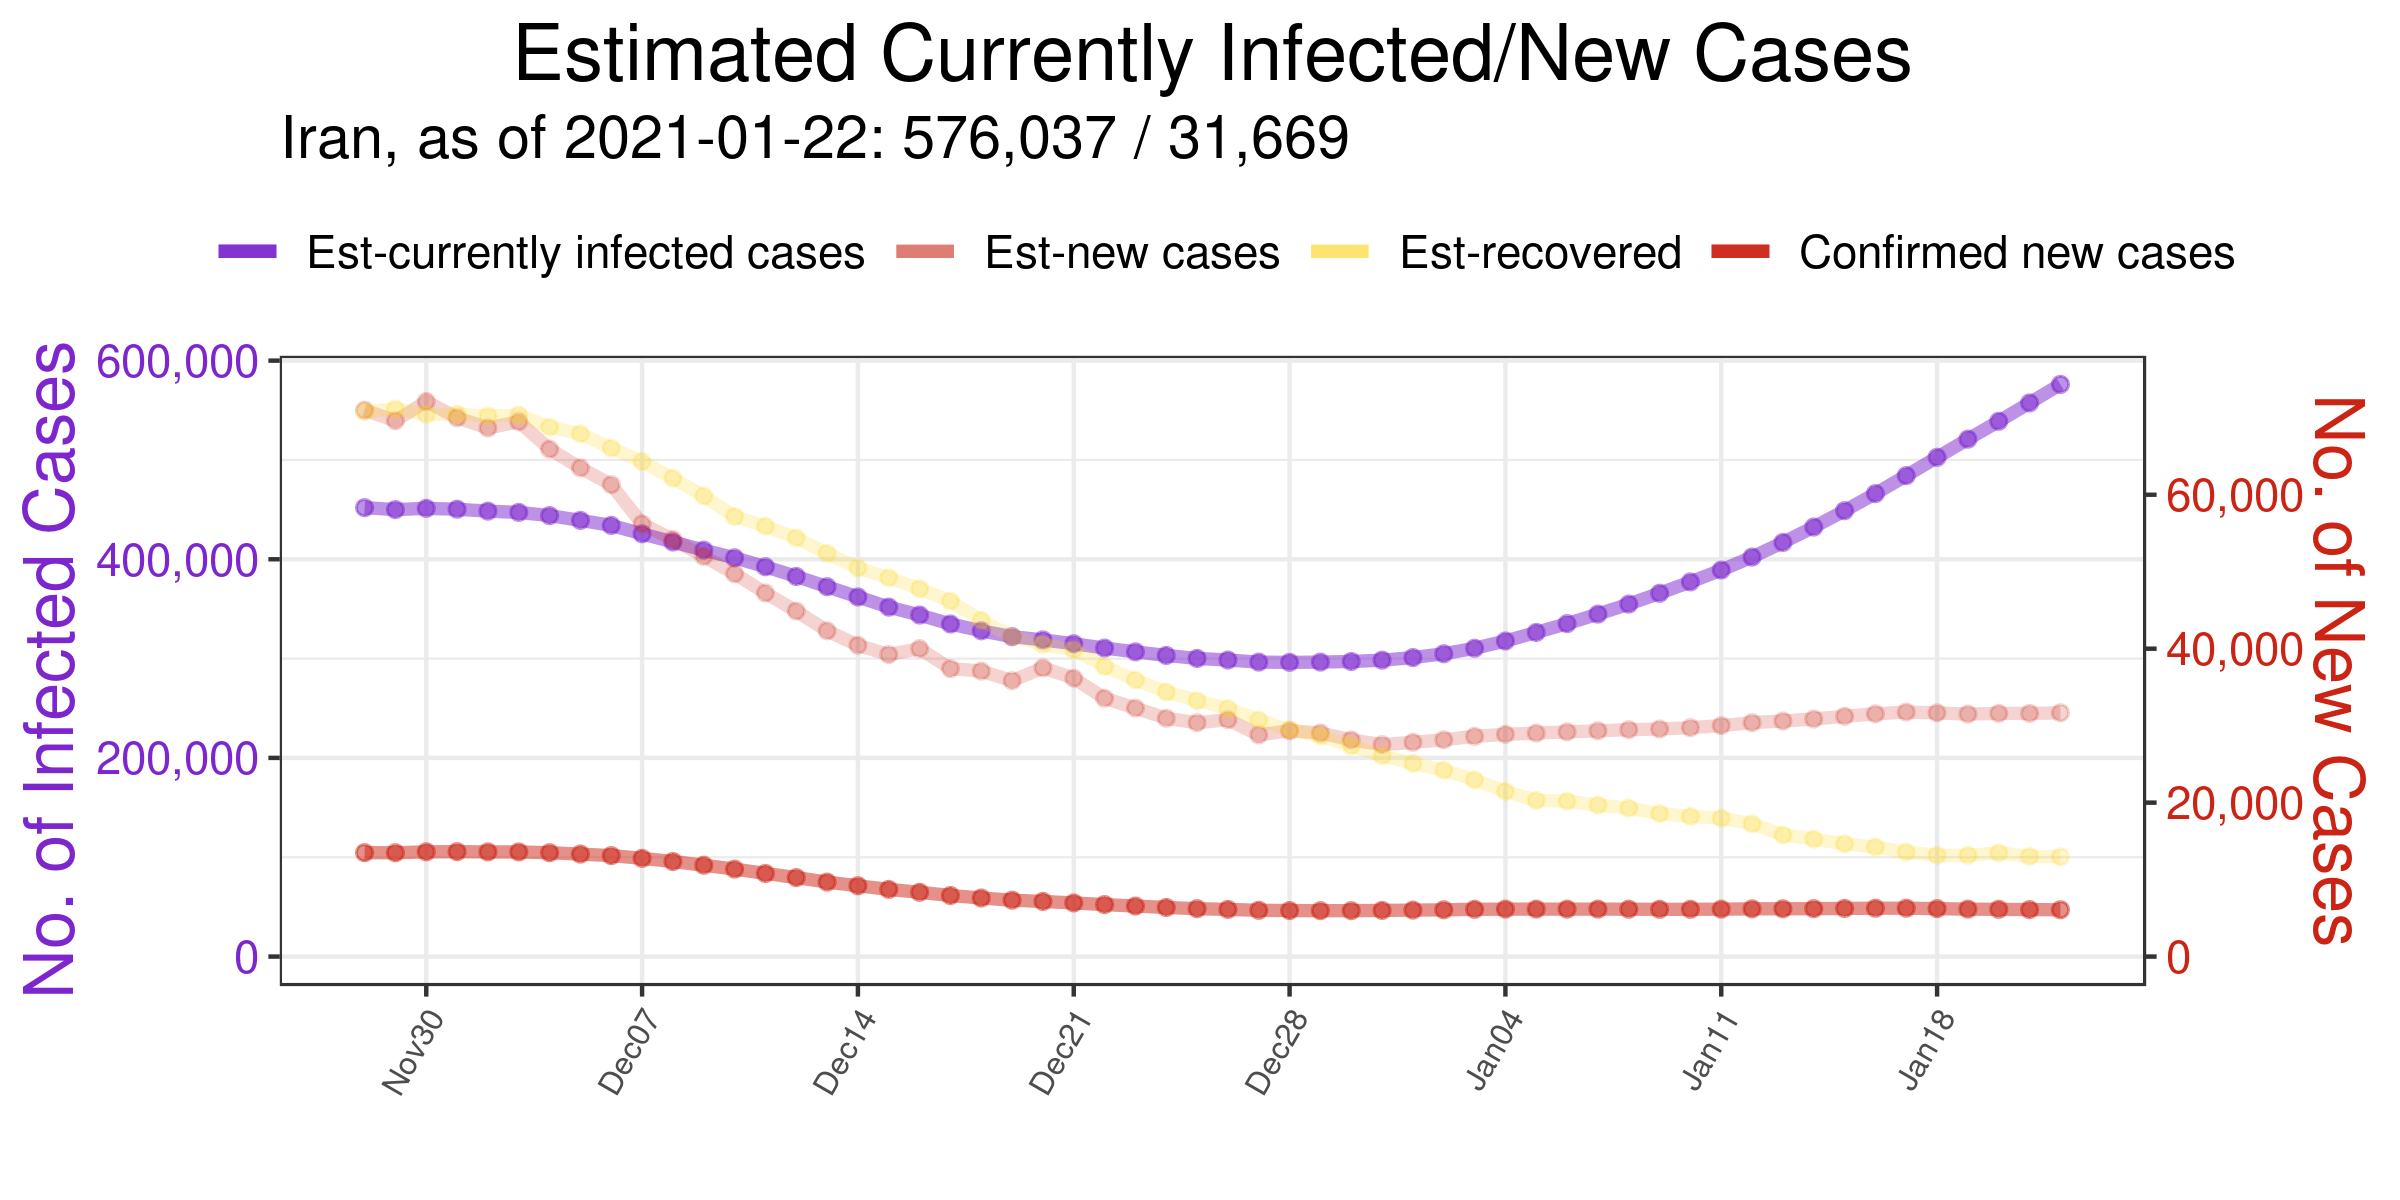 Estimated Currently Infected/New Cases
Iran, as of 2021-01-22: 576,037 / 31,669
Est-currently infected cases Est-new cases Est-recovered Confirmed new cases
No. of Infected Cases
600,000
400,000
200,000
0
60,000
40,000
20,000
0
No. of New Cases
Nov30 Dec07 Dec14 Dec21 Dec28 Jan04 Jan11 Jan18